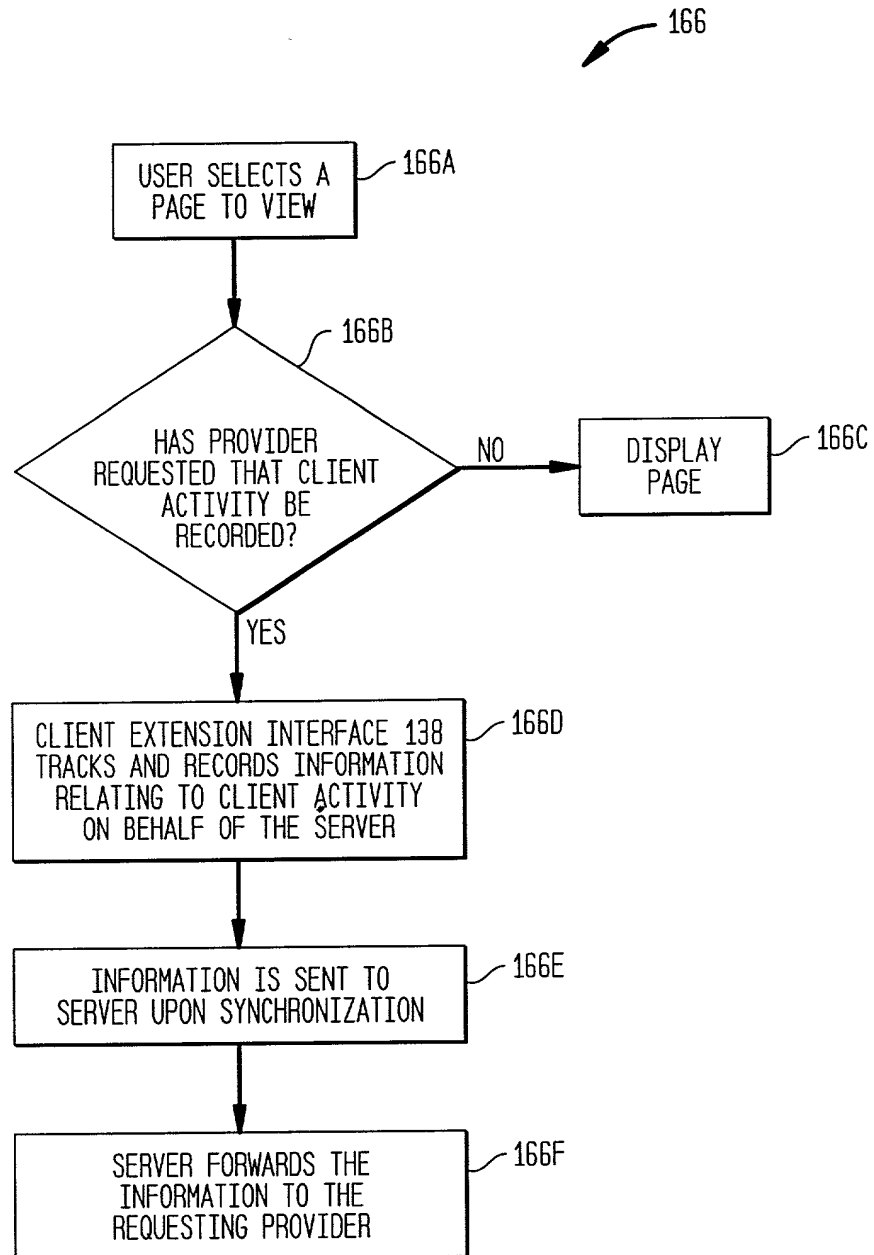 166
USER SELECTS A
PAGE TO VIEW
166A
166B
HAS PROVIDER
REQUESTED THAT CLIENT
ACTIVITY BE
RECORDED?
NO
DISPLAY
PAGE
166C
YES
CLIENT EXTENSION INTERFACE 138
TRACKS AND RECORDS INFORMATION
RELATING TO CLIENT ACTIVITY
ON BEHALF OF THE SERVER
166D
INFORMATION IS SENT TO
SERVER UPON SYNCHRONIZATION
166E
SERVER FORWARDS THE
INFORMATION TO THE
REQUESTING PROVIDER
166F